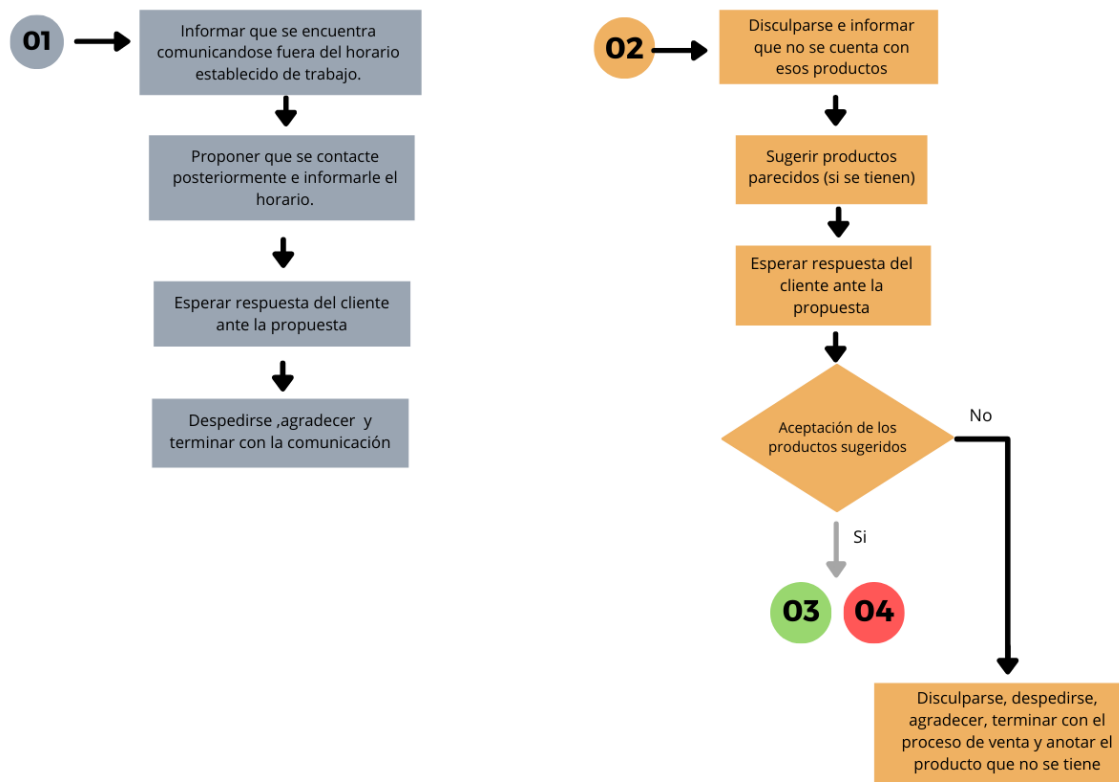 01
Informar que se encuentra
comunicandose fuera del horario
establecido de trabajo.
Proponer que se contacte
posteriormente e informarle el
horario.
Esperar respuesta del cliente
ante la propuesta
Despedirse ,agradecer y
terminar con la comunicación
02
Disculparse e informar
que no se cuenta con
esos productos
Sugerir productos
parecidos (si se tienen)
Esperar respuesta del
cliente ante la
propuesta
Aceptación de los
productos sugeridos
No
Si
03
04
Disculparse, despedirse,
agradecer, terminar con el
proceso de venta y anotar el
producto que no se tiene